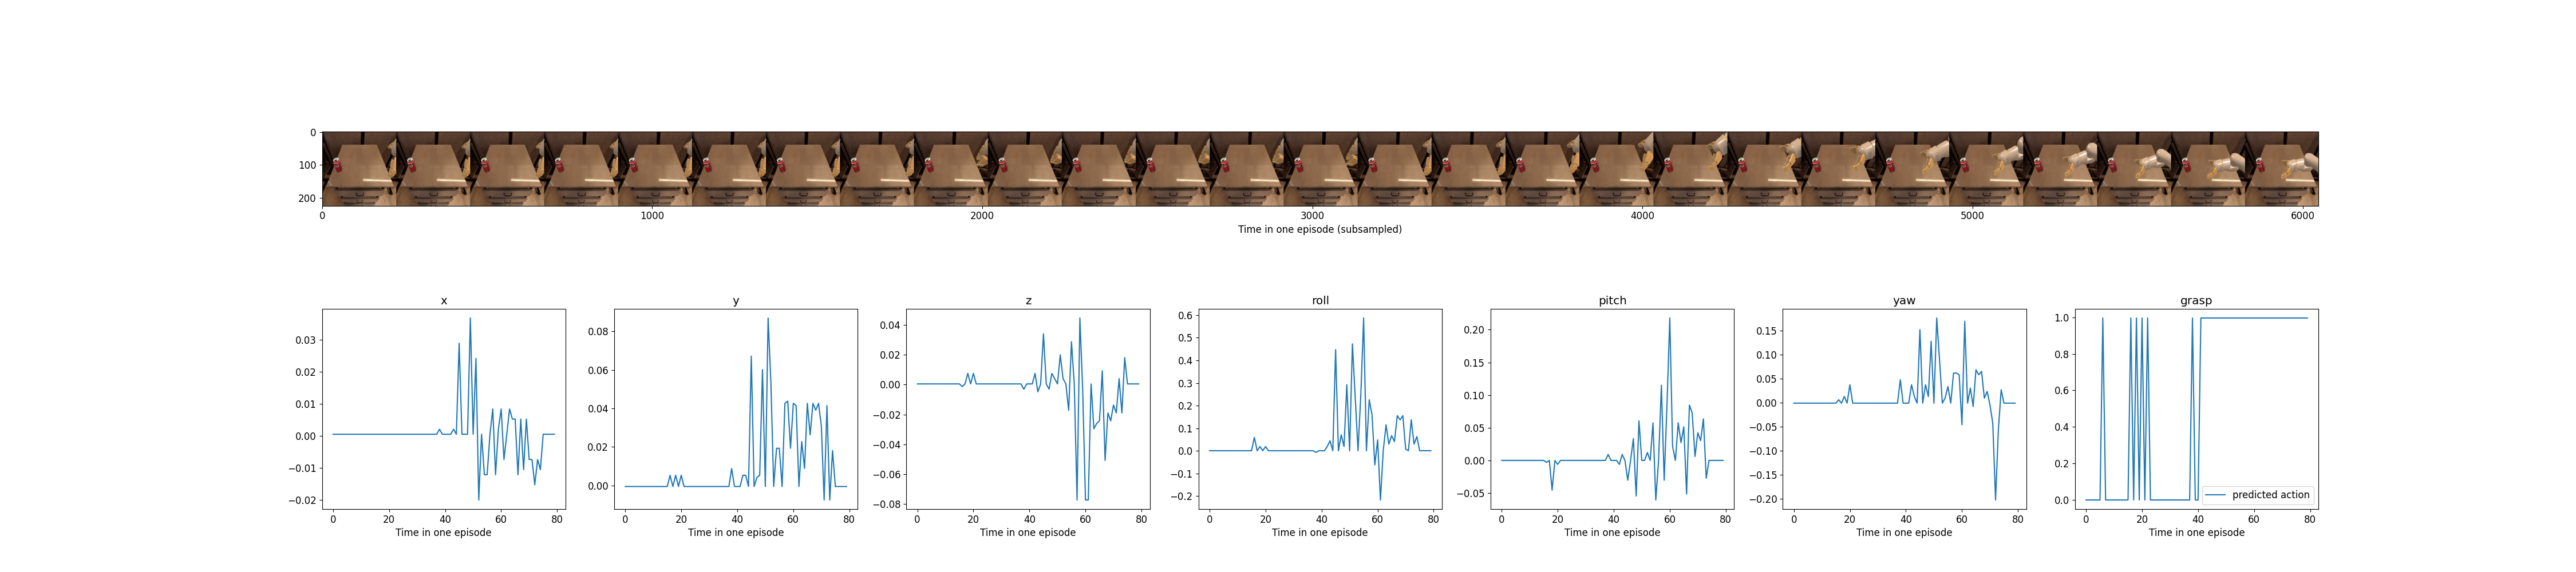 0
100
200
0 1000 2000 3000 4000 5000 6000
Time in one episode (subsampled)
x
0.03
0.02
0.01
0.00
−0.01
−0.02
0 20 40 60 80
Time in one episode
y
0.08
0.06
0.04
0.02
0.00
0 20 40 60 80
Time in one episode
z
0.04
0.02
0.00
−0.02
−0.04
−0.06
−0.08
0 20 40 60 80
Time in one episode
roll
0.6
0.5
0.4
0.3
0.2
0.1
0.0
−0.1
−0.2
0 20 40 60 80
Time in one episode
pitch
0.20
0.15
0.10
0.05
0.00
−0.05
0 20 40 60 80
Time in one episode
yaw
0.15
0.10
0.05
0.00
−0.05
−0.10
−0.15
−0.20
0 20 40 60 80
Time in one episode
grasp
1.0
0.8
0.6
0.4
0.2
0.0
predicted action
0 20 40 60 80
Time in one episode